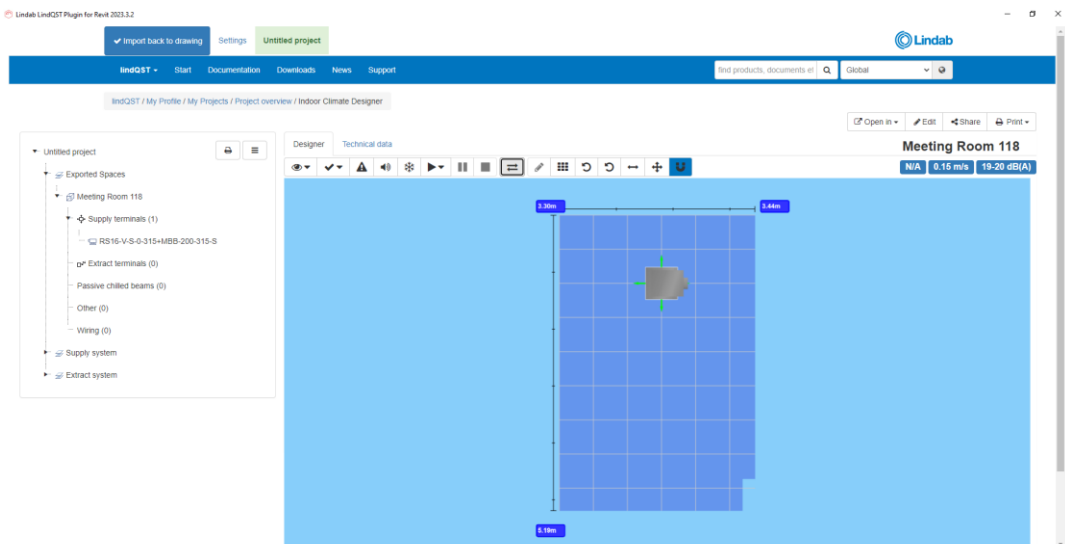 Lindab LindQST Plugin for Revit 2023.3.2
Import back to drawing Settings Untitled project
Lindab
lindQST Start Documentation Downloads News Support find products, documents et Global
lindQST / My Profile / My Projects / Project overview / Indoor Climate Designer
Open in Edit Share Print
Untitled project
Exported Spaces
Meeting Room 118
Supply terminals (1)
RS16-V-S-0-315+MBB-200-315-S
Extract terminals (0)
Passive chilled beams (0)
Other (0)
Wiring (0)
Supply system
Extract system
Designer Technical data
Meeting Room 118
N/A 0.15 m/s 19-20 dB(A)
3.30m 3.44m
5.19m